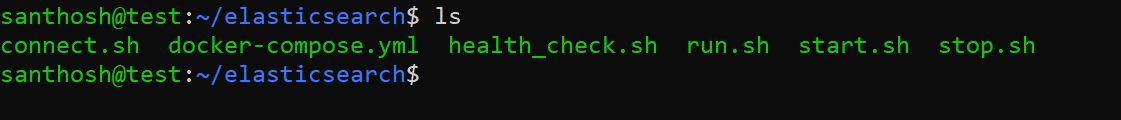 santhosh@test:~/elasticsearch$ ls
connect.sh  docker-compose.yml  health_check.sh  run.sh  start.sh  stop.sh
santhosh@test:~/elasticsearch$